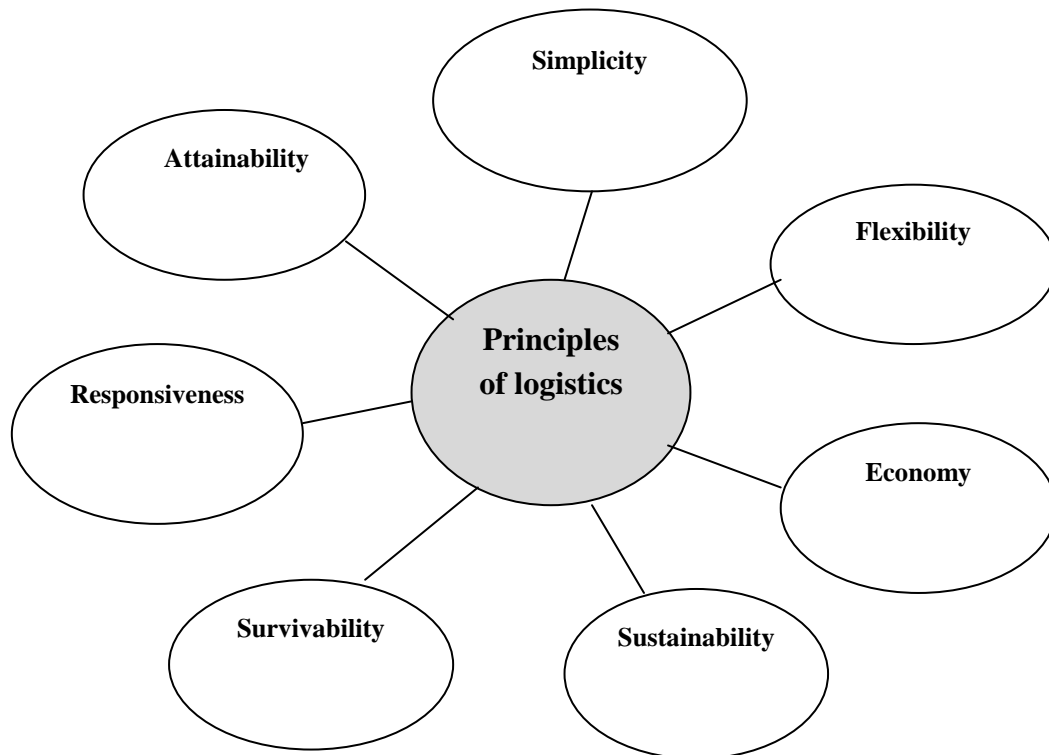 Simplicity
Attainability
Flexibility
Principles
of logistics
Responsiveness
Economy
Survivability
Sustainability